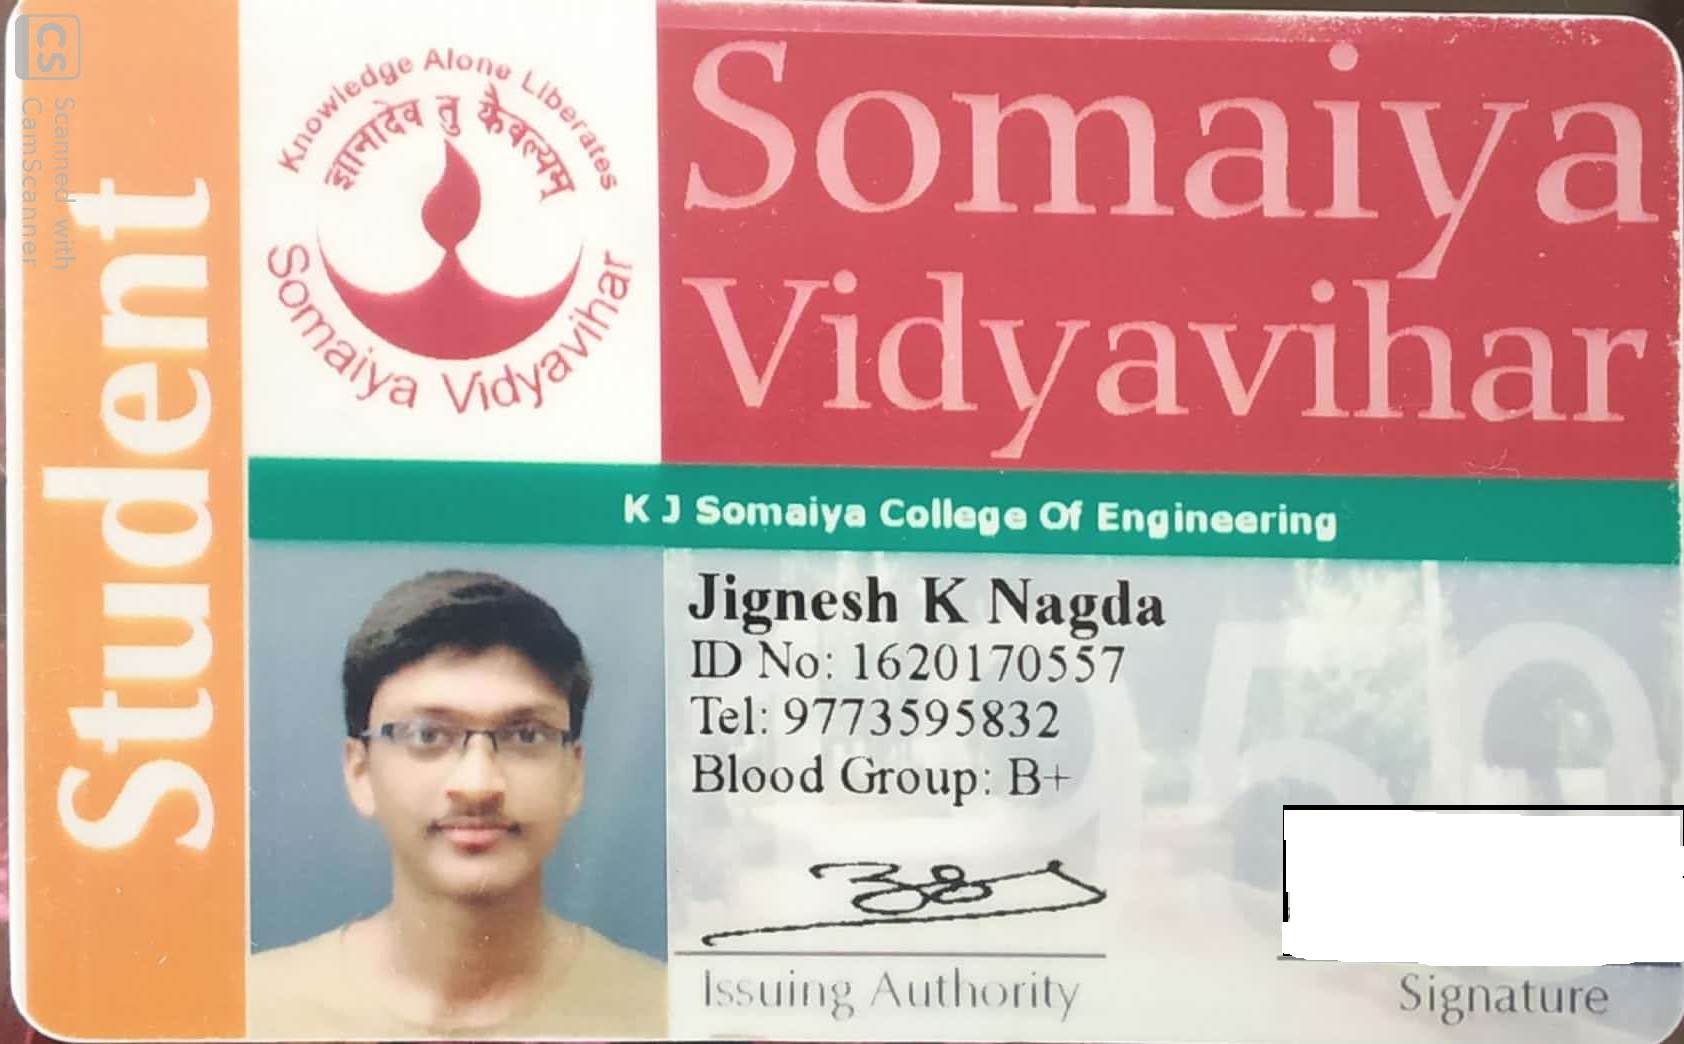 CS
Scanned with
CamScanner
Student
Knowledge Alone Liberates
ज्ञानादेव तु कैवल्यम्
Somaiya Vidyavihar
Somaiya
Vidyavihar
K J Somaiya College Of Engineering
Jignesh K Nagda
ID No: 1620170557
Tel: 9773595832
Blood Group: B+
Issuing Authority
Signature